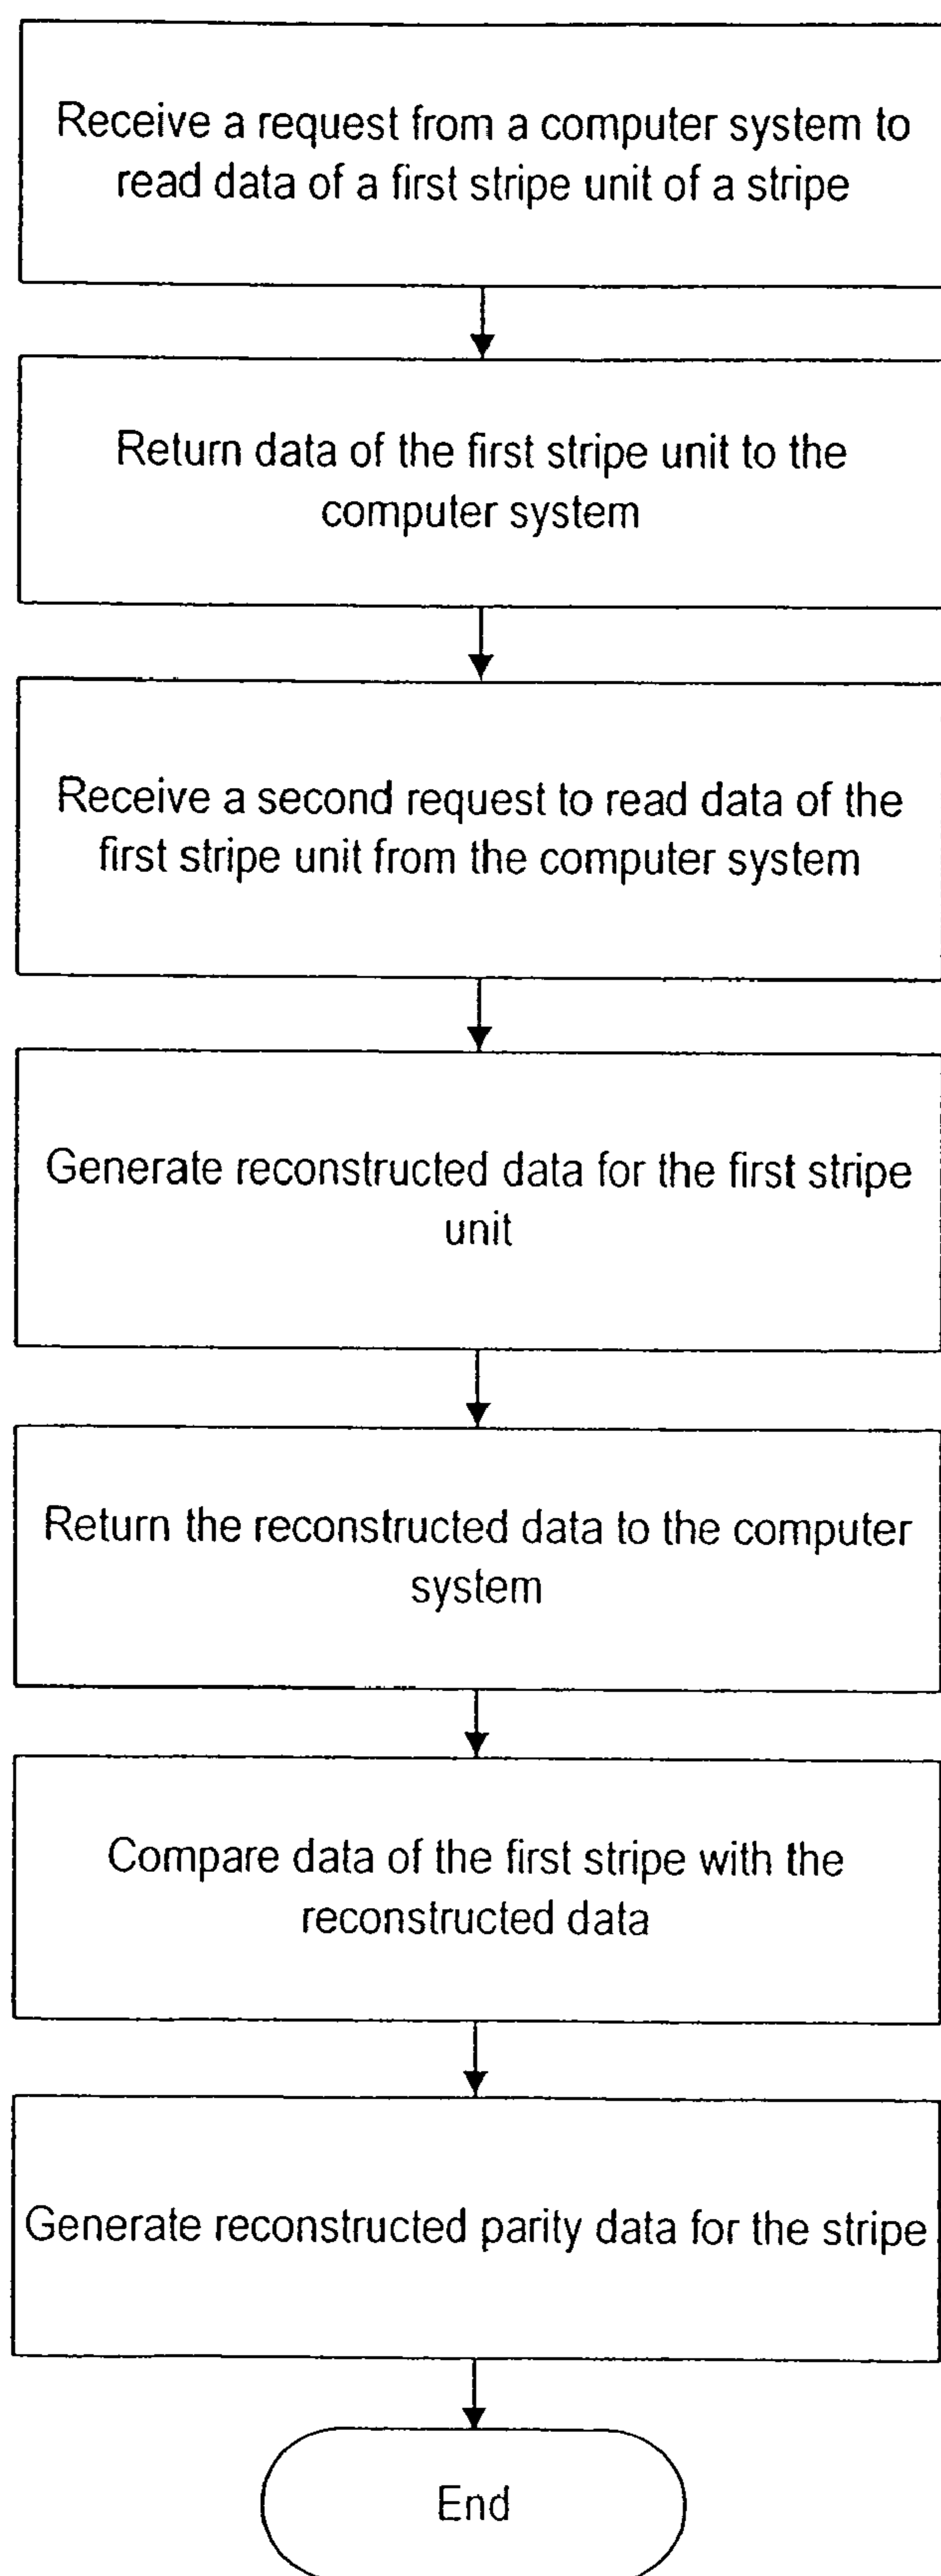 Receive a request from a computer system to
read data of a first stripe unit of a stripe
Return data of the first stripe unit to the
computer system
Receive a second request to read data of the
first stripe unit from the computer system
Generate reconstructed data for the first stripe
unit
Return the reconstructed data to the computer
system
Compare data of the first stripe with the
reconstructed data
Generate reconstructed parity data for the stripe
End